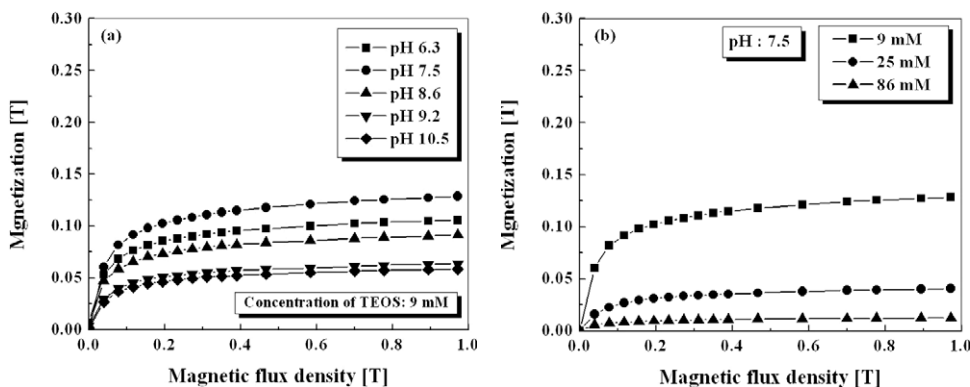 (a)
pH 6.3
pH 7.5
pH 8.6
pH 9.2
pH 10.5
Concentration of TEOS: 9 mM
0.30
0.25
0.20
0.15
0.10
0.05
0.00
Mgnetization [T]
0.0 0.2 0.4 0.6 0.8 1.0
Magnetic flux density [T]
(b)
pH : 7.5
9 mM
25 mM
86 mM
0.30
0.25
0.20
0.15
0.10
0.05
0.00
Mgnetization [T]
0.0 0.2 0.4 0.6 0.8 1.0
Magnetic flux density [T]